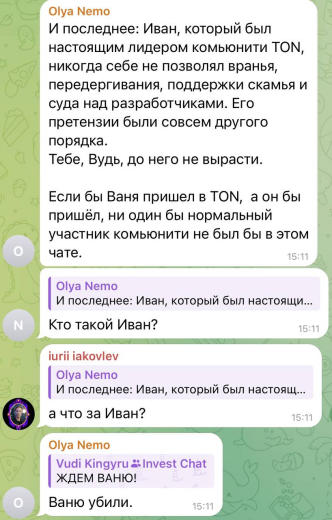 Olya Nemo
И последнее: Иван, который был
настоящим лидером комьюнити TON,
никогда себе не позволял вранья,
передергивания, поддержки скамья и
суда над разработчиками. Его
претензии были совсем другого
порядка.
Тебе, Вудь, до него не вырасти.
Если бы Ваня пришел в TON,  а он бы
пришёл, ни один бы нормальный
участник комьюнити не был бы в этом
чате.
15:11
O
Olya Nemo
И последнее: Иван, который был настоящи...
Кто такой Иван?
15:11
N
iurii iakovlev
Olya Nemo
И последнее: Иван, который был настоящ...
а что за Иван?
15:11
Olya Nemo
Vudi Kingyru Invest Chat
ЖДЕМ ВАНЮ!
Ваню убили.
15:11
O